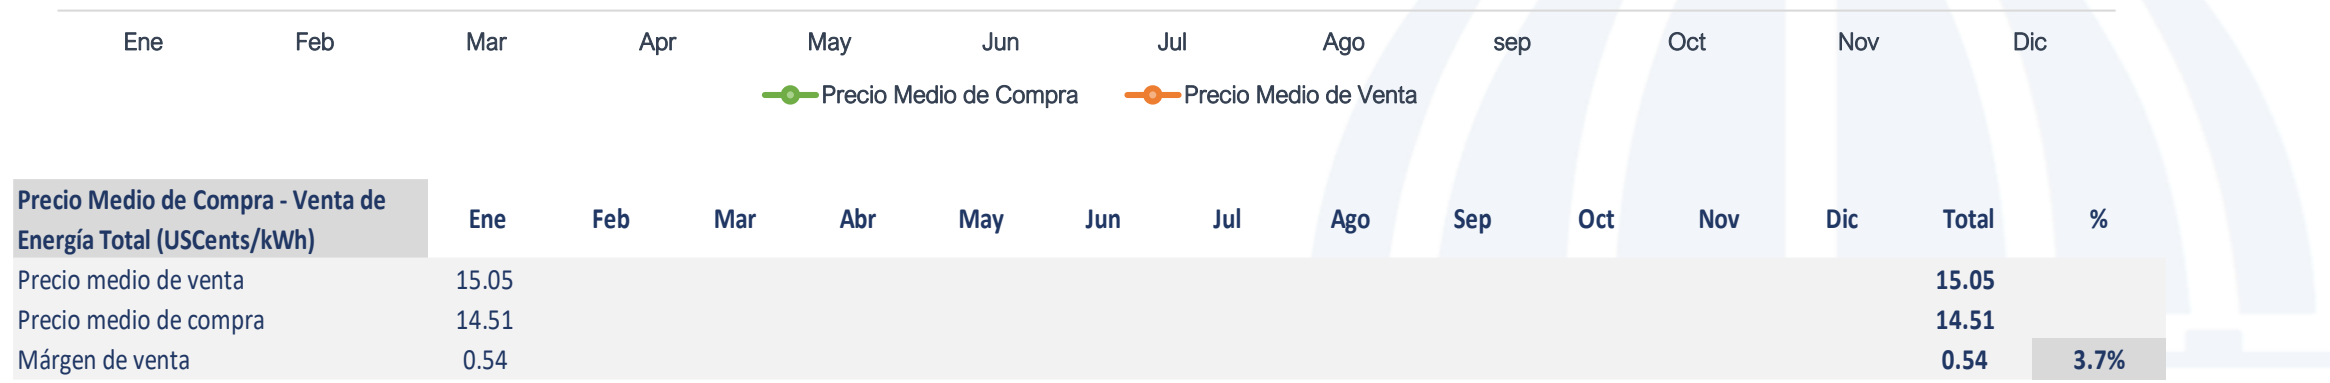 Ene Feb Mar Apr May Jun Jul Ago sep Oct Nov Dic
Precio Medio de Compra Precio Medio de Venta
Precio Medio de Compra - Venta de
Energía Total (USCents/kWh) Ene Feb Mar Abr May Jun Jul Ago Sep Oct Nov Dic Total %
Precio medio de venta 15.05 15.05
Precio medio de compra 14.51 14.51
Márgen de venta 0.54 0.54 3.7%